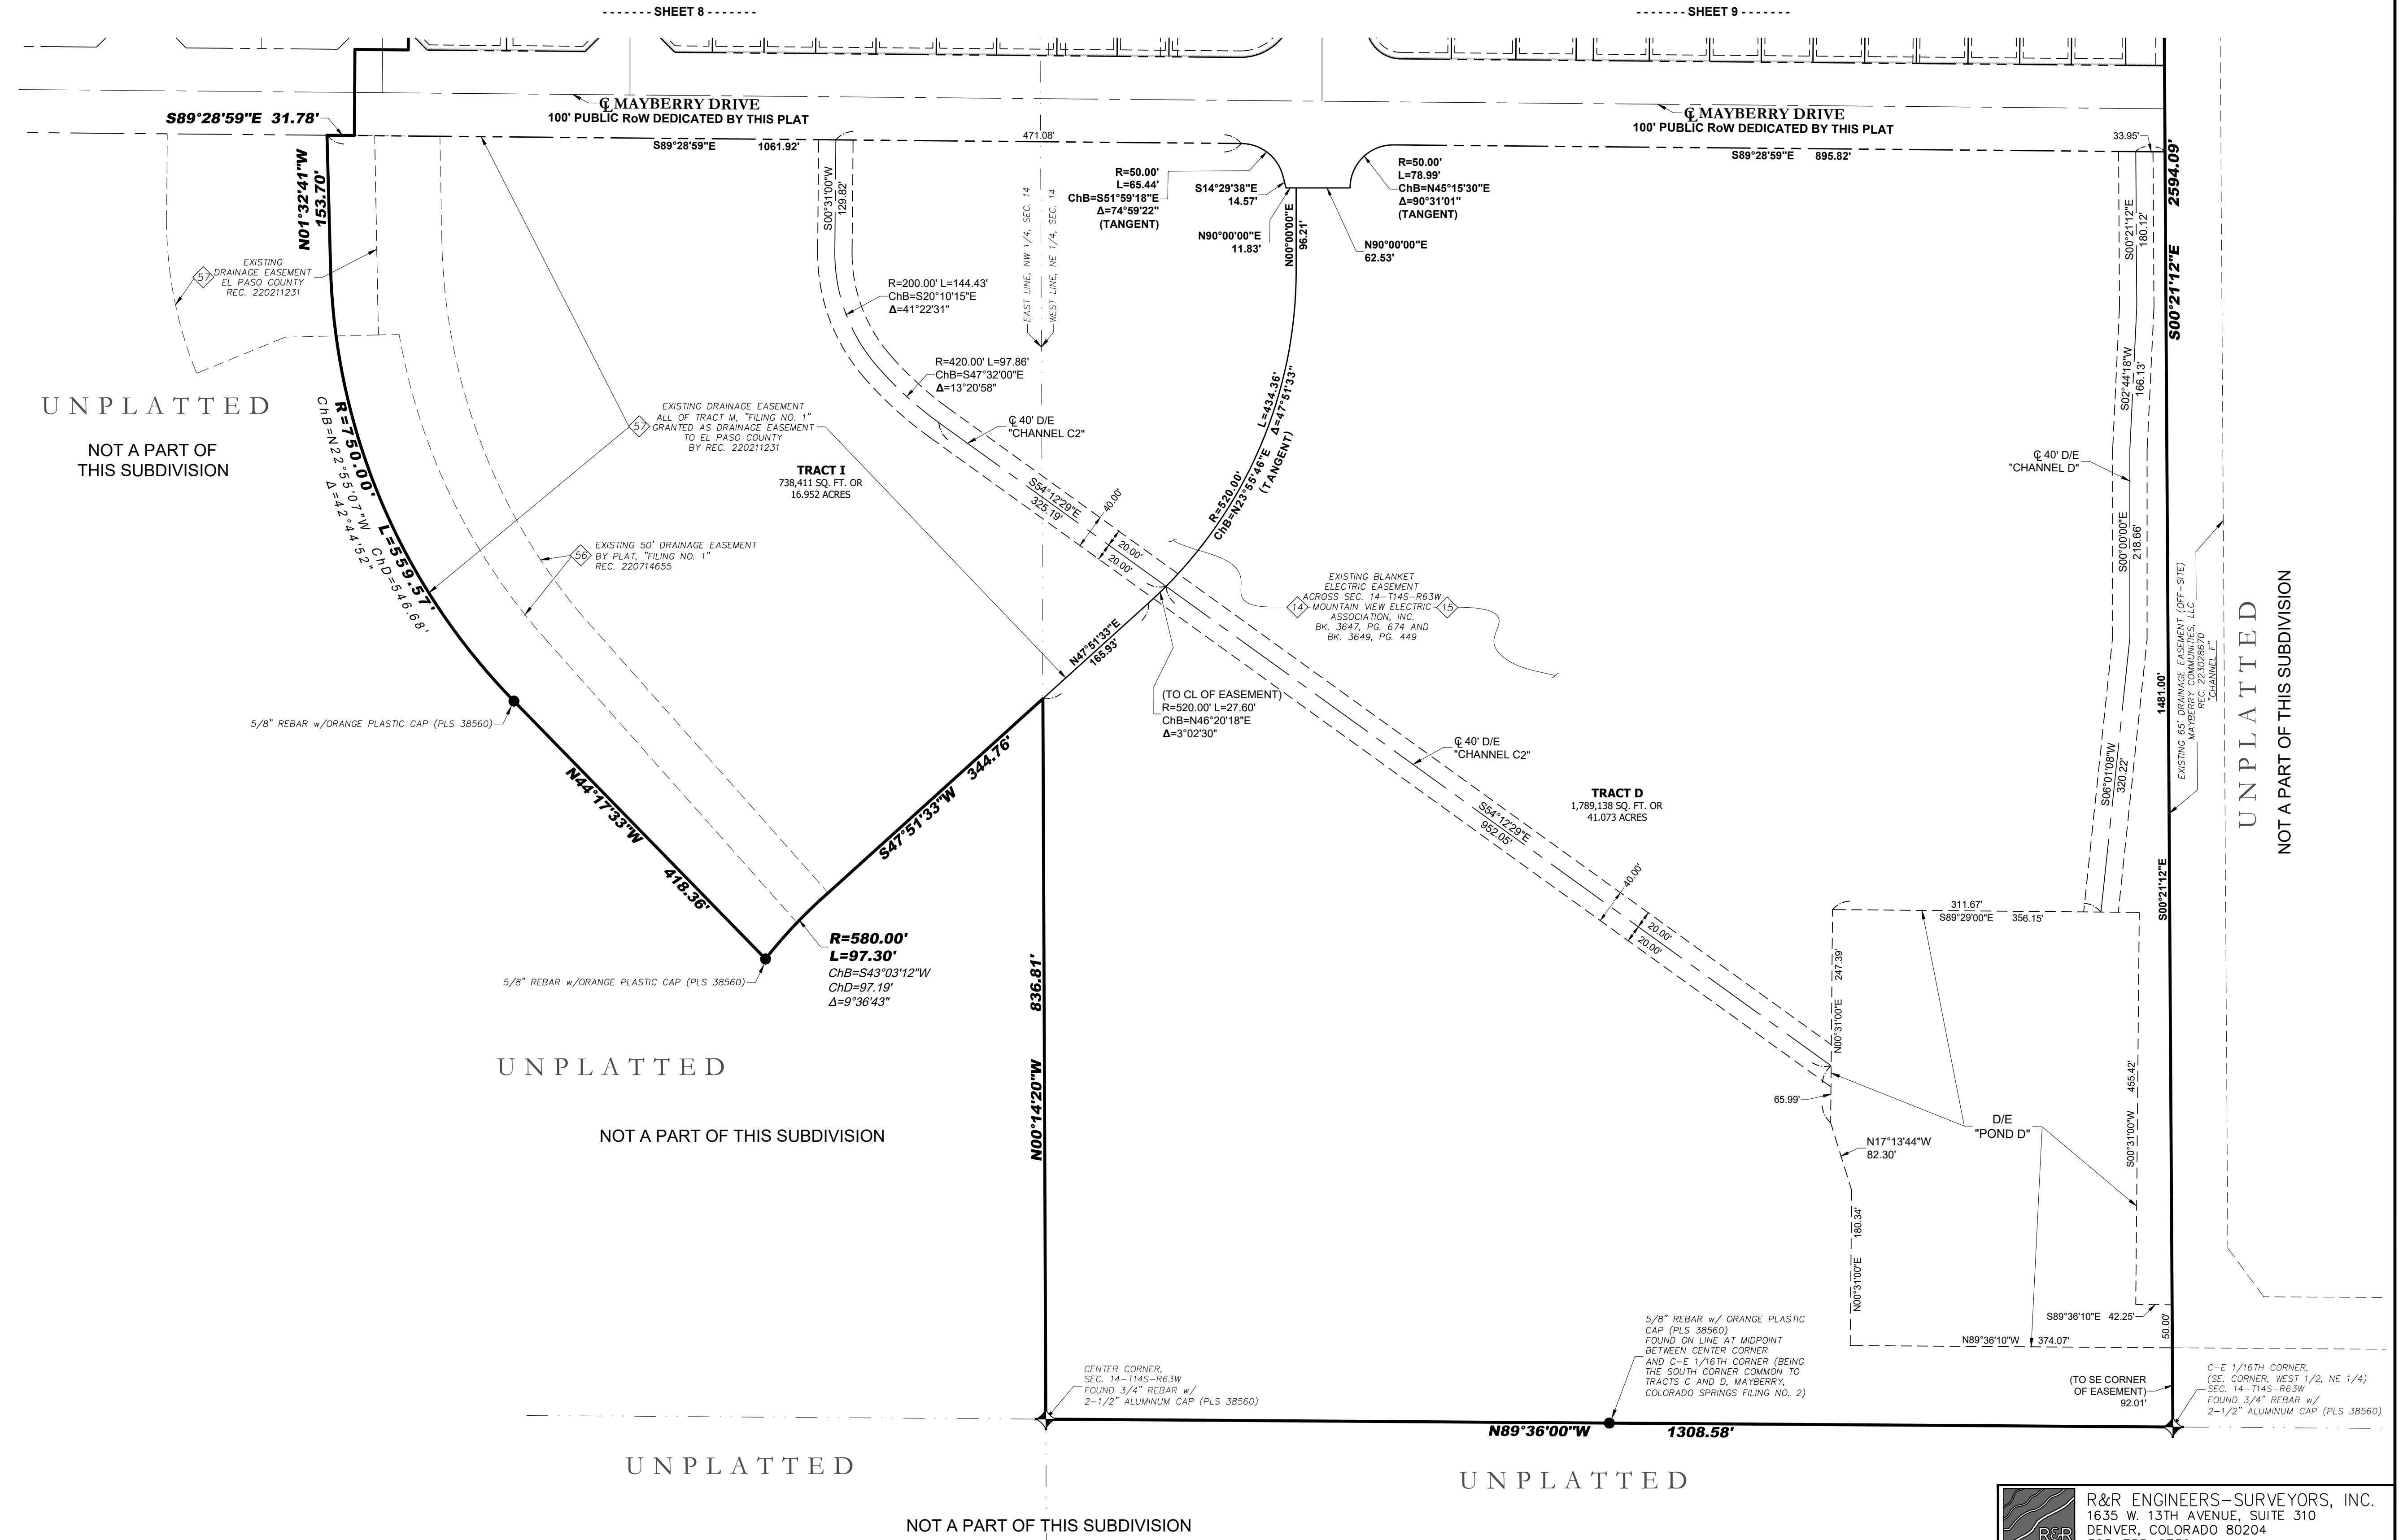 - - - - - - - SHEET 8 - - - - - - -
- - - - - - - SHEET 9 - - - - - - -
℄ MAYBERRY DRIVE
100' PUBLIC RoW DEDICATED BY THIS PLAT
℄ MAYBERRY DRIVE
100' PUBLIC RoW DEDICATED BY THIS PLAT
S89°28'59"E 31.78'
S89°28'59"E 1061.92'
471.08'
S89°28'59"E 895.82'
33.95'
N01°32'41"W
153.70'
S00°31'00"W
129.82'
EAST LINE, NW 1/4, SEC. 14
WEST LINE, NE 1/4, SEC. 14
R=50.00'
L=65.44'
ChB=S51°59'18"E
Δ=74°59'22"
(TANGENT)
S14°29'38"E
14.57'
N90°00'00"E
11.83'
N00°00'00"E
96.21'
R=50.00'
L=78.99'
ChB=N45°15'30"E
Δ=90°31'01"
(TANGENT)
N90°00'00"E
62.53'
S00°21'12"E
180.12'
S00°21'12"E 2594.09'
57
EXISTING
DRAINAGE EASEMENT
EL PASO COUNTY
REC. 220211231
R=200.00' L=144.43'
ChB=S20°10'15"E
Δ=41°22'31"
R=420.00' L=97.86'
ChB=S47°32'00"E
Δ=13°20'58"
℄ 40' D/E
"CHANNEL C2"
UNPLATTED
NOT A PART OF
THIS SUBDIVISION
R=750.00' L=559.57'
ChB=N22°55'07"W ChD=546.68'
Δ=42°44'52"
57
EXISTING DRAINAGE EASEMENT
ALL OF TRACT M, "FILING NO. 1"
GRANTED AS DRAINAGE EASEMENT
TO EL PASO COUNTY
BY REC. 220211231
TRACT I
738,411 SQ. FT. OR
16.952 ACRES
56
EXISTING 50' DRAINAGE EASEMENT
BY PLAT, "FILING NO. 1"
REC. 220714655
S54°12'29"E
325.19'
40.00'
20.00'
20.00'
R=520.00' L=434.36'
ChB=N23°55'46"E Δ=47°51'33"
(TANGENT)
14
15
EXISTING BLANKET
ELECTRIC EASEMENT
ACROSS SEC. 14-T14S-R63W
MOUNTAIN VIEW ELECTRIC
ASSOCIATION, INC.
BK. 3647, PG. 674 AND
BK. 3649, PG. 449
S02°44'18"W
166.13'
℄ 40' D/E
"CHANNEL D"
S00°00'00"E
218.66'
EXISTING 65' DRAINAGE EASEMENT (OFF-SITE)
MAYBERRY COMMUNITIES, LLC
REC. 223028670
"CHANNEL F"
UNPLATTED
NOT A PART OF THIS SUBDIVISION
N47°51'33"E
165.93'
(TO CL OF EASEMENT)
R=520.00' L=27.60'
ChB=N46°20'18"E
Δ=3°02'30"
5/8" REBAR w/ORANGE PLASTIC CAP (PLS 38560)
N44°17'33"W 418.36'
S47°51'33"W 344.76'
℄ 40' D/E
"CHANNEL C2"
TRACT D
1,789,138 SQ. FT. OR
41.073 ACRES
S54°12'29"E
952.05'
40.00'
20.00'
20.00'
S06°01'08"W
320.22'
S00°21'12"E 1481.00'
5/8" REBAR w/ORANGE PLASTIC CAP (PLS 38560)
R=580.00'
L=97.30'
ChB=S43°03'12"W
ChD=97.19'
Δ=9°36'43"
N00°14'20"W 836.81'
311.67'
S89°29'00"E 356.15'
N00°31'00"E 247.39'
65.99'
N17°13'44"W
82.30'
D/E
"POND D"
S00°31'00"W 455.42'
N00°31'00"E 180.34'
S89°36'10"E 42.25'
50.00'
N89°36'10"W 374.07'
UNPLATTED
NOT A PART OF THIS SUBDIVISION
CENTER CORNER,
SEC. 14-T14S-R63W
FOUND 3/4" REBAR w/
2-1/2" ALUMINUM CAP (PLS 38560)
5/8" REBAR w/ ORANGE PLASTIC
CAP (PLS 38560)
FOUND ON LINE AT MIDPOINT
BETWEEN CENTER CORNER
AND C-E 1/16TH CORNER (BEING
THE SOUTH CORNER COMMON TO
TRACTS C AND D, MAYBERRY,
COLORADO SPRINGS FILING NO. 2)
(TO SE CORNER
OF EASEMENT)
92.01'
C-E 1/16TH CORNER,
(SE. CORNER, WEST 1/2, NE 1/4)
SEC. 14-T14S-R63W
FOUND 3/4" REBAR w/
2-1/2" ALUMINUM CAP (PLS 38560)
N89°36'00"W 1308.58'
UNPLATTED
UNPLATTED
NOT A PART OF THIS SUBDIVISION
R&R
R&R ENGINEERS-SURVEYORS, INC.
1635 W. 13TH AVENUE, SUITE 310
DENVER, COLORADO 80204